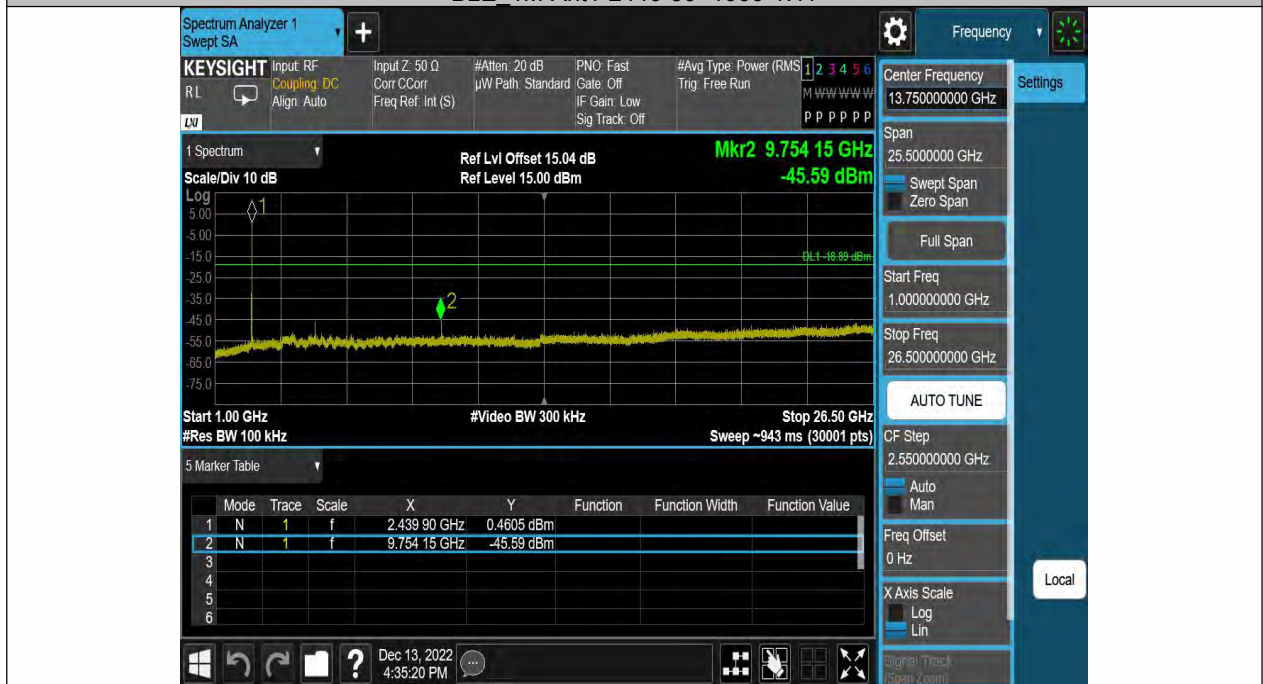 Spectrum Analyzer 1
Swept SA
+
Frequency
KEYSIGHT
RL
LXI
Input: RF
Coupling: DC
Align: Auto
Input Z: 50 Ω
Corr CCorr
Freq Ref: Int (S)
#Atten: 20 dB
µW Path: Standard
PNO: Fast
Gate: Off
IF Gain: Low
Sig Track: Off
#Avg Type: Power (RMS
Trig: Free Run
1 2 3 4 5 6
M W W W W W
P P P P P P
1 Spectrum
Scale/Div 10 dB
Ref Lvl Offset 15.04 dB
Ref Level 15.00 dBm
Mkr2 9.754 15 GHz
-45.59 dBm
Log
5.00
-5.00
-15.0
-25.0
-35.0
-45.0
-55.0
-65.0
-75.0
1
2
DL1 -18.89 dBm
Start 1.00 GHz
#Res BW 100 kHz
#Video BW 300 kHz
Stop 26.50 GHz
Sweep ~943 ms (30001 pts)
5 Marker Table
Mode Trace Scale X Y Function Function Width Function Value
1 N 1 f 2.439 90 GHz 0.4605 dBm
2 N 1 f 9.754 15 GHz -45.59 dBm
3
4
5
6
Dec 13, 2022
4:35:20 PM
Settings
Center Frequency
13.750000000 GHz
Span
25.5000000 GHz
Swept Span
Zero Span
Full Span
Start Freq
1.000000000 GHz
Stop Freq
26.500000000 GHz
AUTO TUNE
CF Step
2.550000000 GHz
Auto
Man
Freq Offset
0 Hz
X Axis Scale
Log
Lin
Signal Track
(Span Zoom)
Local